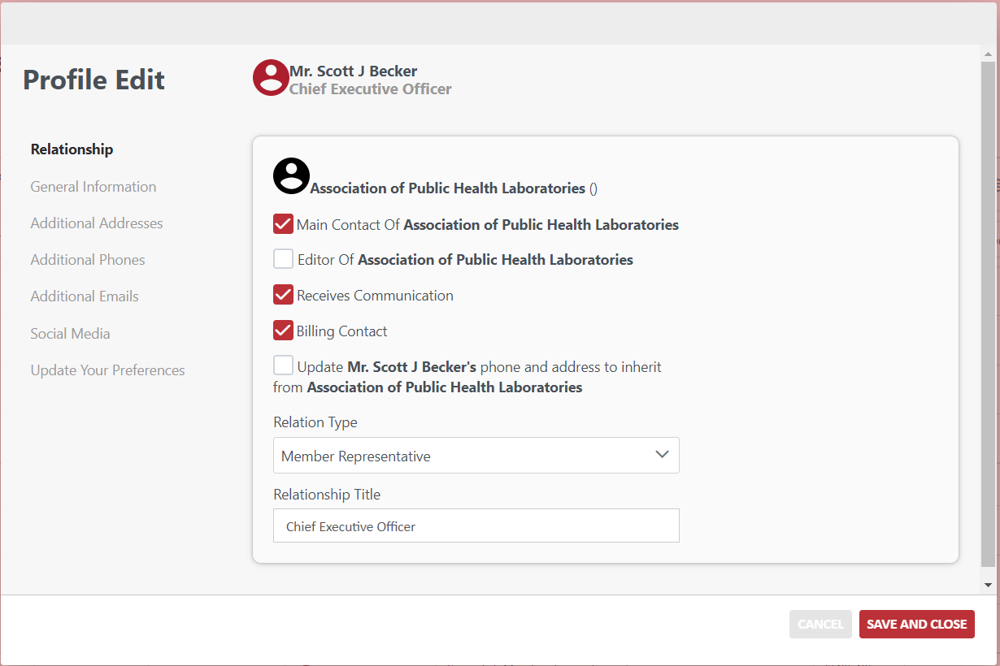 Profile Edit
Mr. Scott J Becker
Chief Executive Officer
Relationship
General Information
Additional Addresses
Additional Phones
Additional Emails
Social Media
Update Your Preferences
Association of Public Health Laboratories ()
Main Contact Of Association of Public Health Laboratories
Editor Of Association of Public Health Laboratories
Receives Communication
Billing Contact
Update Mr. Scott J Becker's phone and address to inherit
from Association of Public Health Laboratories
Relation Type
Member Representative
Relationship Title
Chief Executive Officer
CANCEL
SAVE AND CLOSE